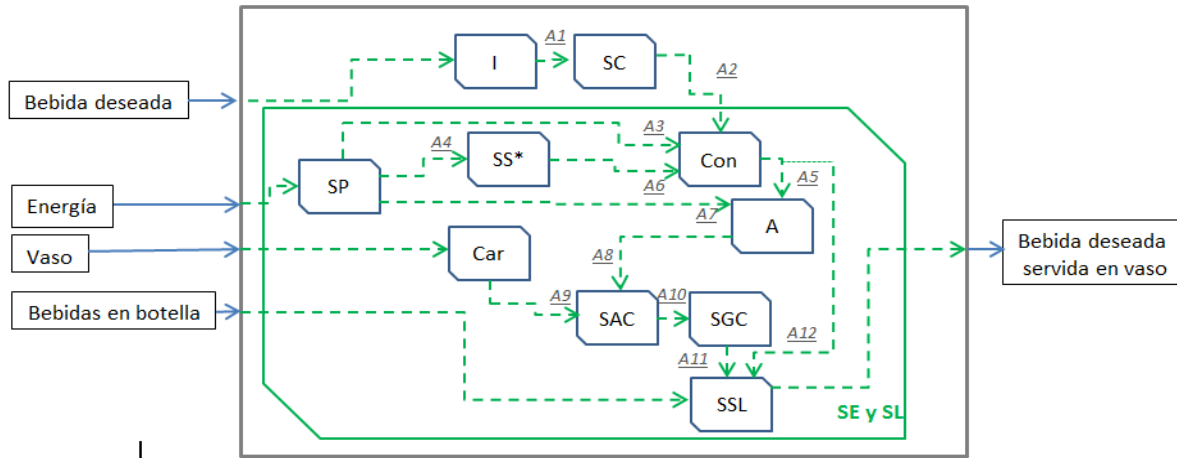 I
A1
SC
A2
Bebida deseada
A3
A4
SS*
Con
SP
A6
A5
Energía
A7
A
Vaso
Car
A8
Bebida deseada
servida en vaso
Bebidas en botella
A9
SAC
A10
SGC
A12
A11
SSL
SE y SL